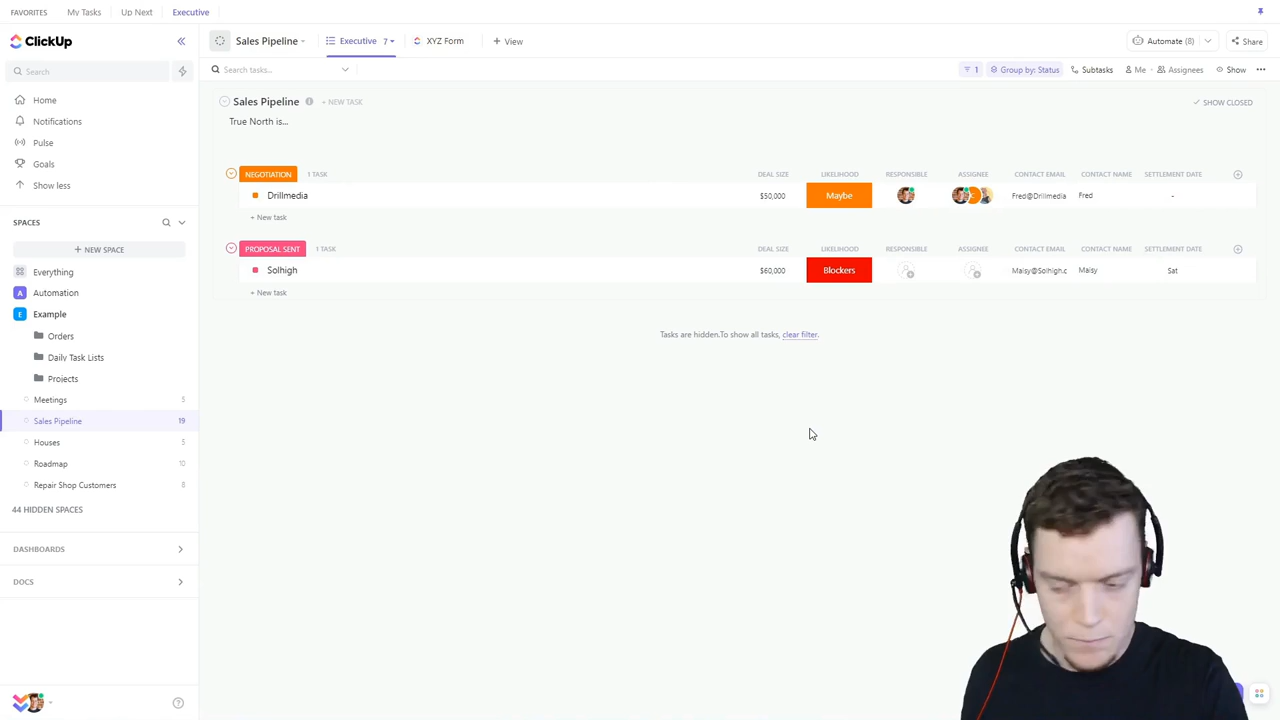 FAVORITES My Tasks Up Next Executive
ClickUp
Sales Pipeline Executive 7 XYZ Form + View Automate (8) Share
Search
Search tasks... 1 Group by: Status Subtasks Me Assignees Show
Home
Notifications
Pulse
Goals
Show less
SPACES
+ NEW SPACE
Everything
A Automation
E Example
Orders
Daily Task Lists
Projects
Meetings 5
Sales Pipeline 19
Houses 5
Roadmap 10
Repair Shop Customers 8
44 HIDDEN SPACES
DASHBOARDS
DOCS
Sales Pipeline + NEW TASK SHOW CLOSED
True North is...
NEGOTIATION 1 TASK DEAL SIZE LIKELIHOOD RESPONSIBLE ASSIGNEE CONTACT EMAIL CONTACT NAME SETTLEMENT DATE
Drillmedia $50,000 Maybe Fred@Drillmedia Fred -
+ New task
PROPOSAL SENT 1 TASK DEAL SIZE LIKELIHOOD RESPONSIBLE ASSIGNEE CONTACT EMAIL CONTACT NAME SETTLEMENT DATE
Solhigh $60,000 Blockers Maisy@Solhigh.c Maisy Sat
+ New task
Tasks are hidden.To show all tasks, clear filter.